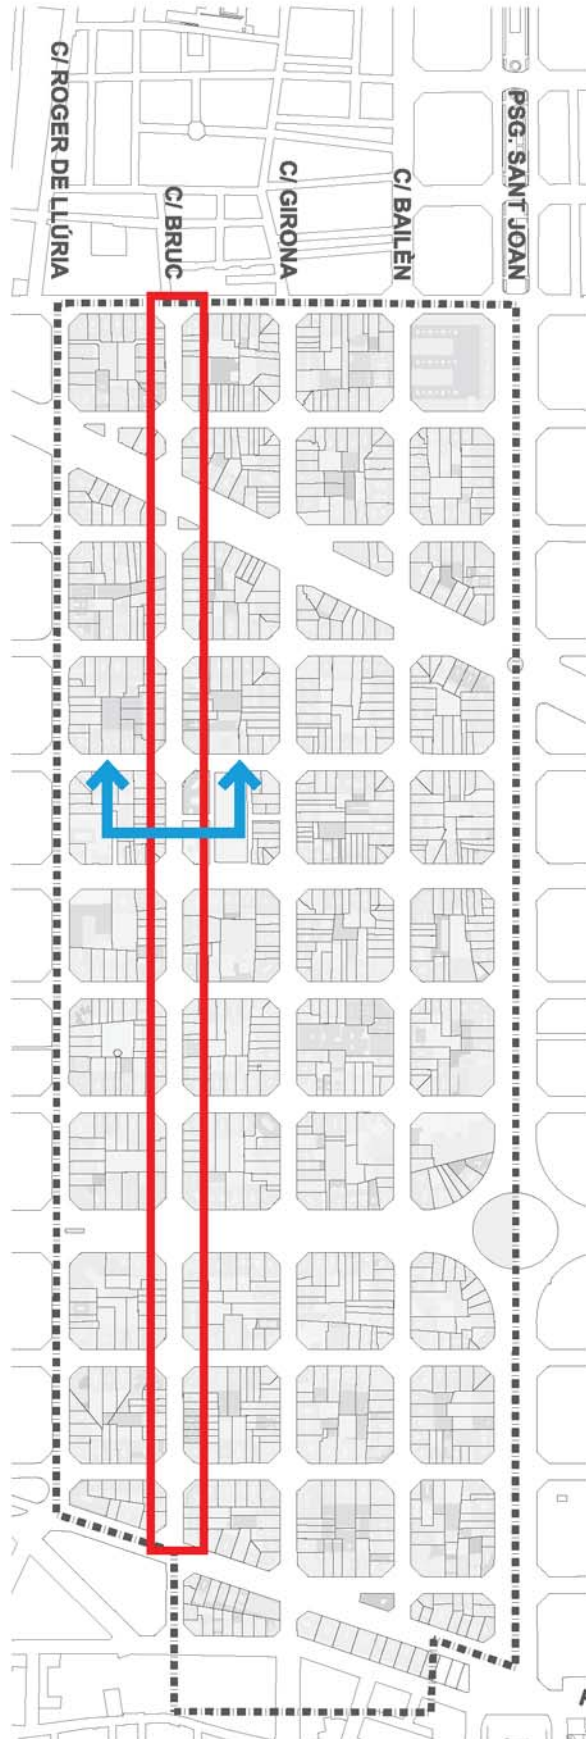 C/ ROGER DE LLÚRIA
C/ BRUC
C/ GIRONA
C/ BAILÈN
PSG. SANT JOAN